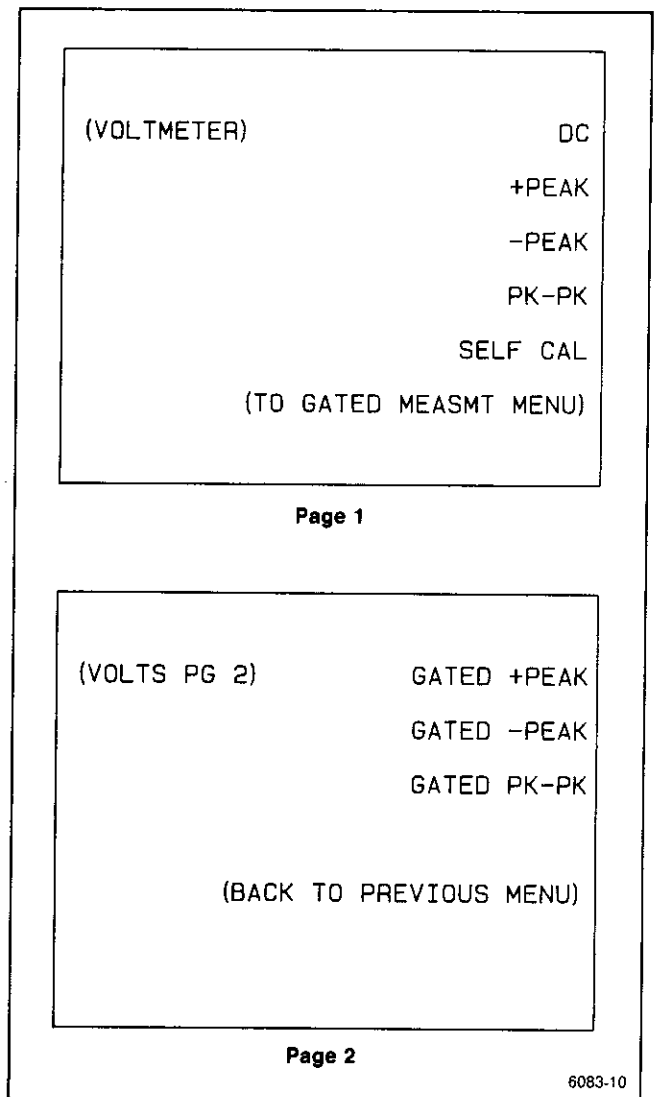 (VOLTMETER) DC
+PEAK
-PEAK
PK-PK
SELF CAL
(TO GATED MEASMT MENU)
Page 1
(VOLTS PG 2) GATED +PEAK
GATED -PEAK
GATED PK-PK
(BACK TO PREVIOUS MENU)
Page 2
6083-10